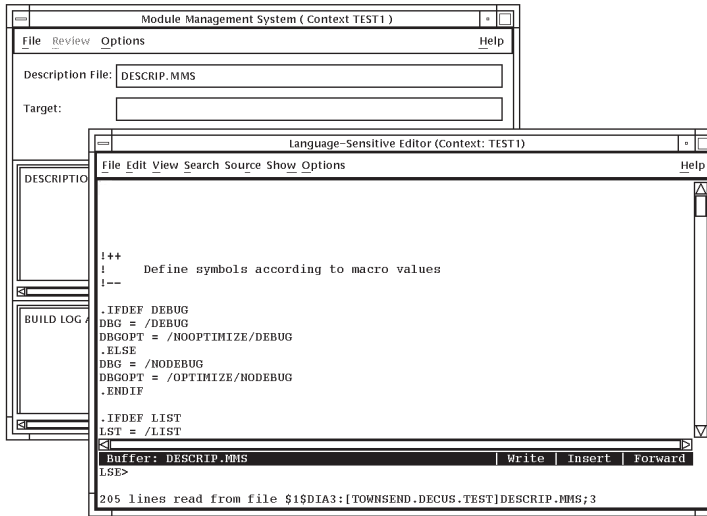 Module Management System ( Context TEST1 )
File Review Options Help
Description File: DESCRIP.MMS
Target:
Language-Sensitive Editor (Context: TEST1)
File Edit View Search Source Show Options Help
DESCRIPTIO
!++
! Define symbols according to macro values
!--
.IFDEF DEBUG
DBG = /DEBUG
DBGOPT = /NOOPTIMIZE/DEBUG
.ELSE
DBG = /NODEBUG
DBGOPT = /OPTIMIZE/NODEBUG
.ENDIF
.IFDEF LIST
LST = /LIST
BUILD LOG
Buffer: DESCRIP.MMS | Write | Insert | Forward
LSE>
205 lines read from file $1$DIA3:[TOWNSEND.DECUS.TEST]DESCRIP.MMS;3